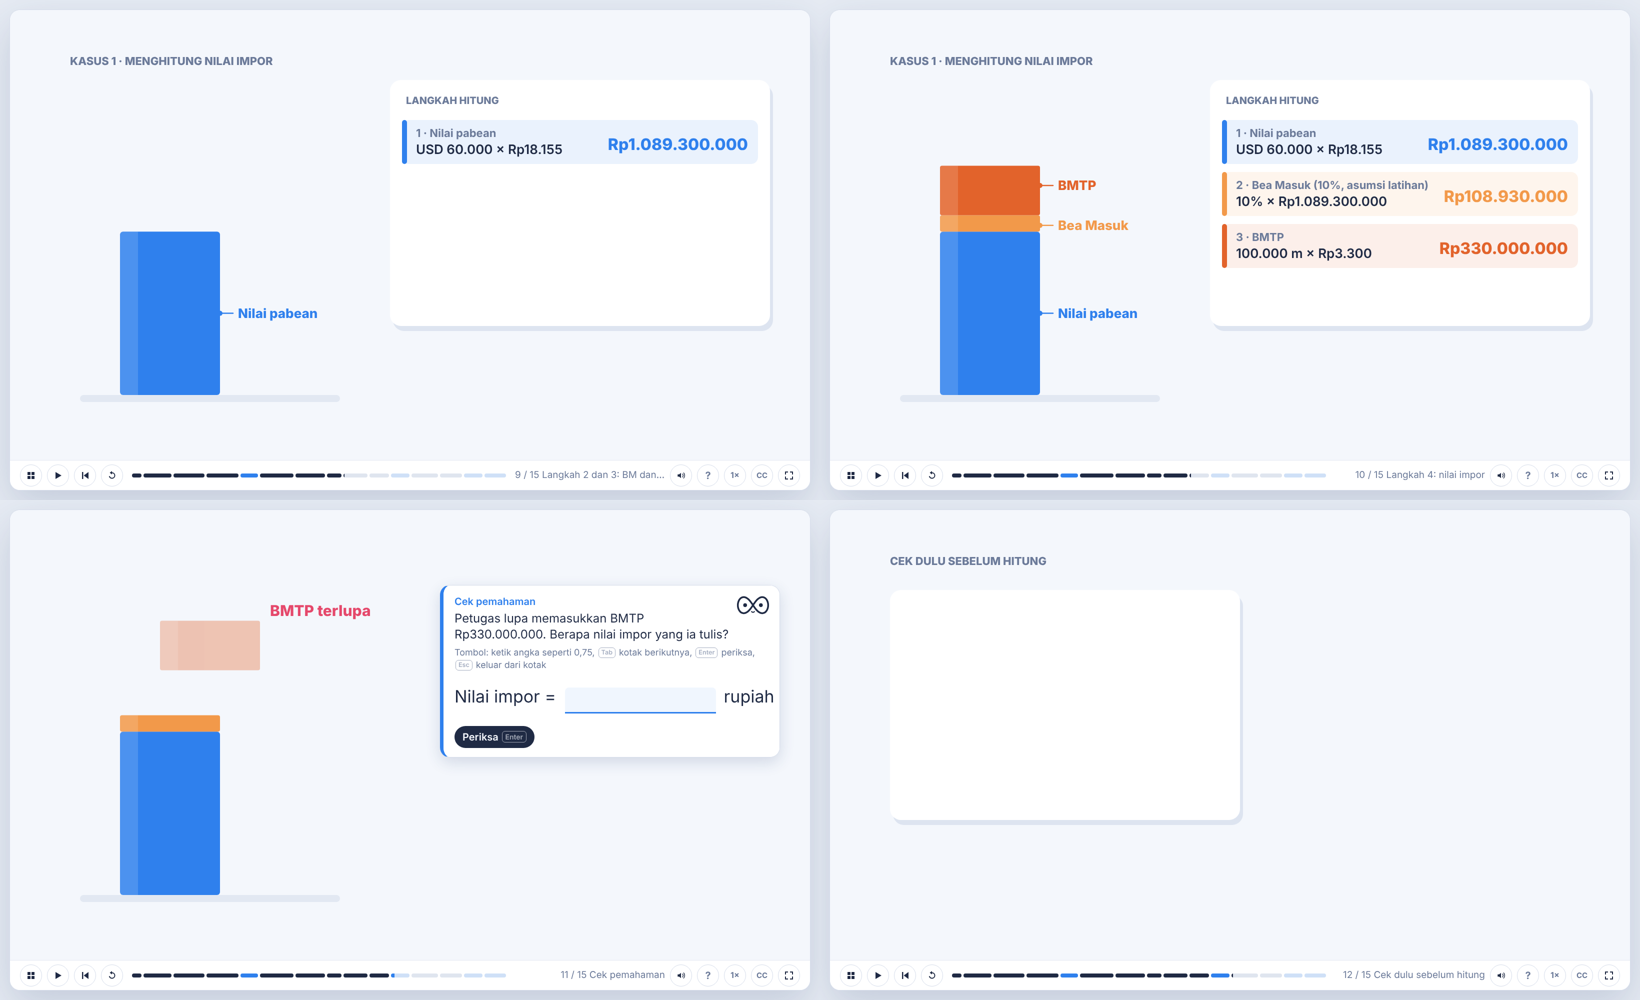 KASUS 1 · MENGHITUNG NILAI IMPOR
LANGKAH HITUNG
1 · Nilai pabean
USD 60.000 × Rp18.155
Rp1.089.300.000
Nilai pabean
9 / 15 Langkah 2 dan 3: BM dan...
?
1×
CC
KASUS 1 · MENGHITUNG NILAI IMPOR
LANGKAH HITUNG
1 · Nilai pabean
USD 60.000 × Rp18.155
Rp1.089.300.000
2 · Bea Masuk (10%, asumsi latihan)
10% × Rp1.089.300.000
Rp108.930.000
3 · BMTP
100.000 m × Rp3.300
Rp330.000.000
BMTP
Bea Masuk
Nilai pabean
10 / 15 Langkah 4: nilai impor
?
1×
CC
BMTP terlupa
Cek pemahaman
Petugas lupa memasukkan BMTP
Rp330.000.000. Berapa nilai impor yang ia tulis?
Tombol: ketik angka seperti 0,75, Tab kotak berikutnya, Enter periksa,
Esc keluar dari kotak
Nilai impor = rupiah
Periksa Enter
11 / 15 Cek pemahaman
?
1×
CC
CEK DULU SEBELUM HITUNG
12 / 15 Cek dulu sebelum hitung
?
1×
CC